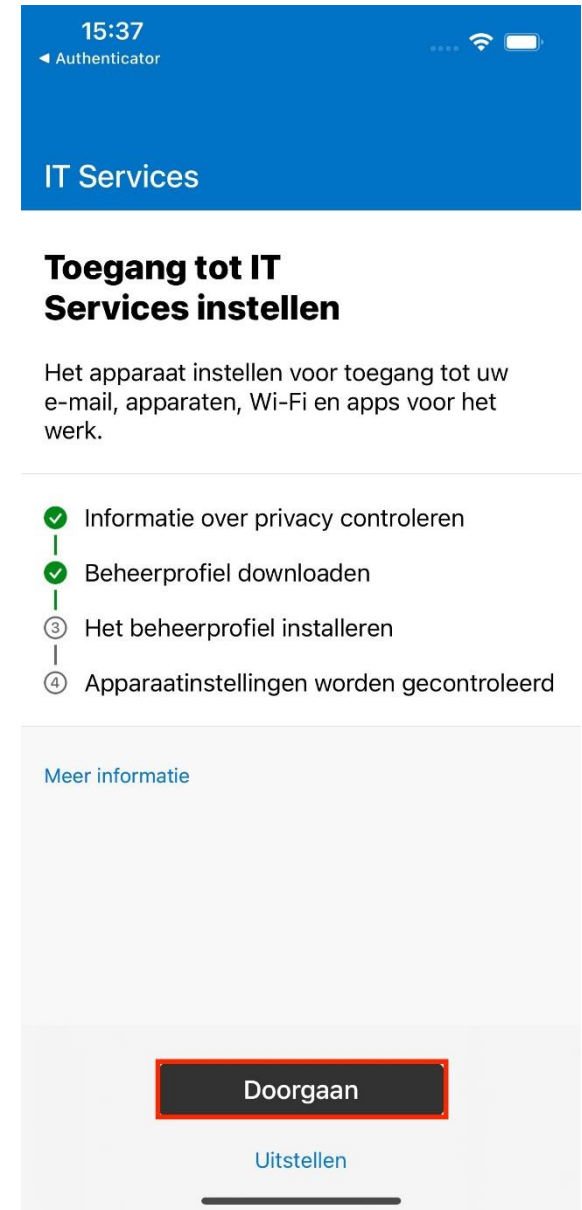 15:37
◀ Authenticator
IT Services
Toegang tot IT
Services instellen
Het apparaat instellen voor toegang tot uw
e-mail, apparaten, Wi-Fi en apps voor het
werk.
Informatie over privacy controleren
Beheerprofiel downloaden
3 Het beheerprofiel installeren
4 Apparaatinstellingen worden gecontroleerd
Meer informatie
Doorgaan
Uitstellen